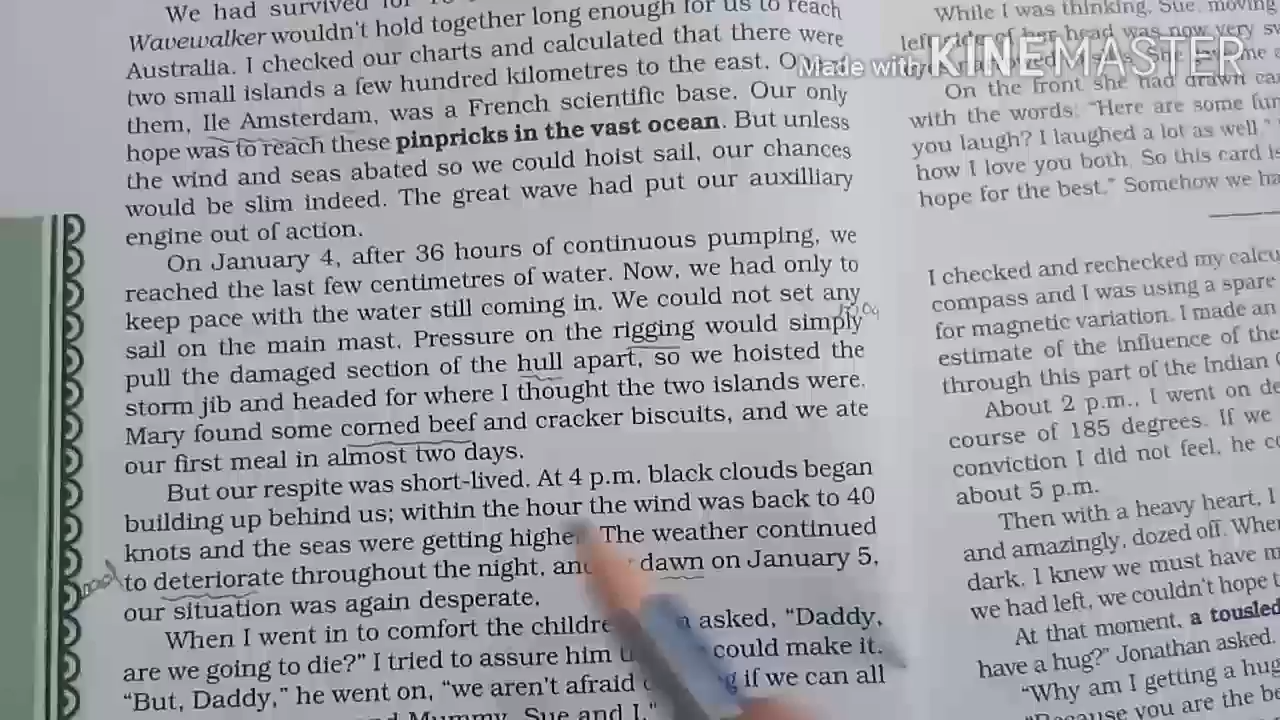 We had survived for
Wavewalker wouldn't hold together long enough for us to reach
Australia. I checked our charts and calculated that there were
two small islands a few hundred kilometres to the east. O
them, Ile Amsterdam, was a French scientific base. Our only
hope was to reach these pinpricks in the vast ocean. But unless
the wind and seas abated so we could hoist sail, our chances
would be slim indeed. The great wave had put our auxilliary
engine out of action.
On January 4, after 36 hours of continuous pumping, we
reached the last few centimetres of water. Now, we had only to
keep pace with the water still coming in. We could not set any
sail on the main mast. Pressure on the rigging would simply
pull the damaged section of the hull apart, so we hoisted the
storm jib and headed for where I thought the two islands were.
Mary found some corned beef and cracker biscuits, and we ate
our first meal in almost two days.
But our respite was short-lived. At 4 p.m. black clouds began
building up behind us; within the hour the wind was back to 40
knots and the seas were getting highe The weather continued
to deteriorate throughout the night, and dawn on January 5,
our situation was again desperate.
When I went in to comfort the childre asked, "Daddy,
are we going to die?" I tried to assure him could make it.
"But, Daddy," he went on, "we aren't afraid if we can all
Mummy, Sue and I."
Made with KINEMASTER
While I was thinking, Sue, moving
left side of her head was now very
On the front she had drawn
with the words: "Here are some
you laugh? I laughed a lot as well."
how I love you both. So this card is
hope for the best." Somehow we
I checked and rechecked my
compass and I was using a spare
for magnetic variation. I made an
estimate of the influence of the
through this part of the Indian
About 2 p.m., I went on
course of 185 degrees. If we
conviction I did not feel, he
about 5 p.m.
Then with a heavy heart, I
and amazingly, dozed off.
dark. I knew we must have
we had left, we couldn't hope
At that moment, a tousled
have a hug?" Jonathan asked.
"Why am I getting a hug
"Because you are the